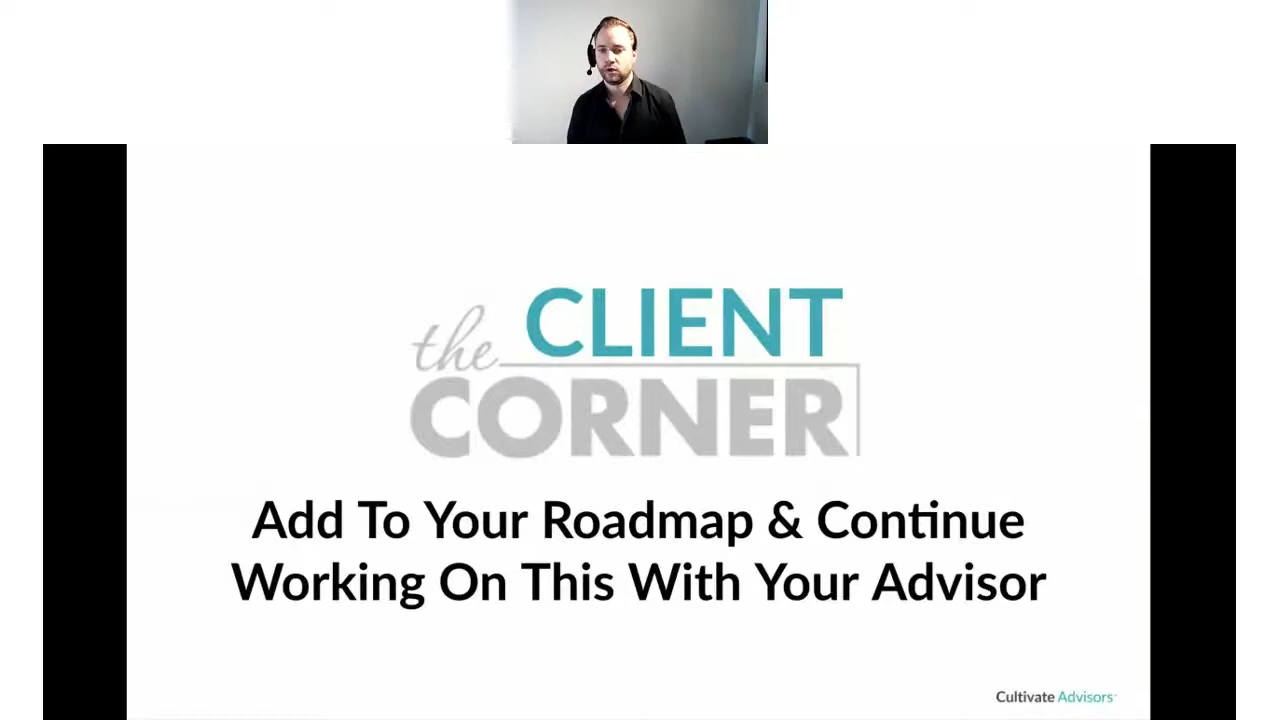 the CLIENT
CORNER
Add To Your Roadmap & Continue
Working On This With Your Advisor
Cultivate Advisors